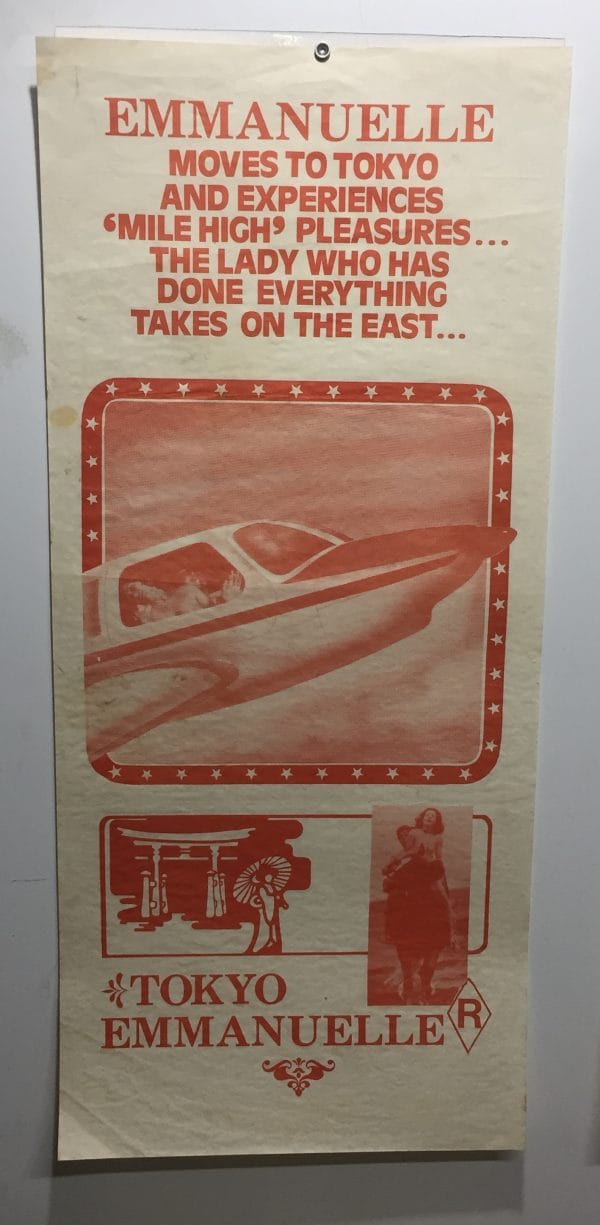 EMMANUELLE
MOVES TO TOKYO
AND EXPERIENCES
‘MILE HIGH’ PLEASURES...
THE LADY WHO HAS
DONE EVERYTHING
TAKES ON THE EAST...
TOKYO
EMMANUELLE
R